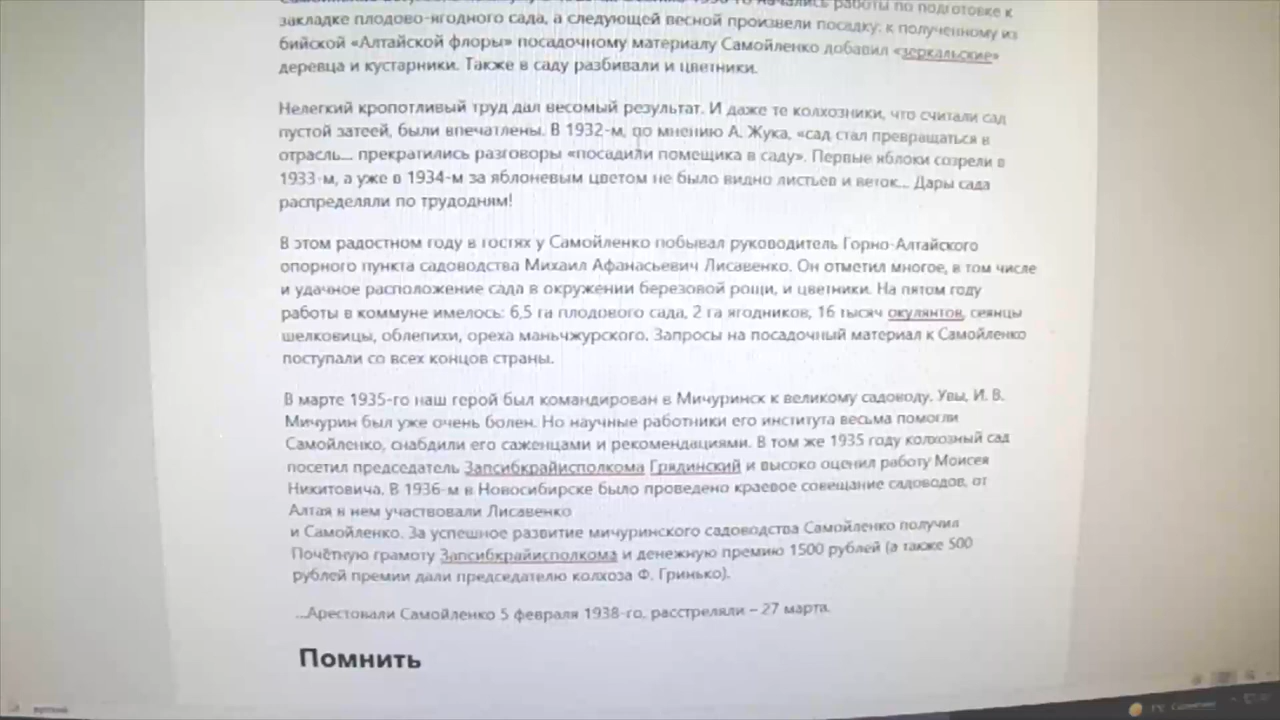 работы по подготовке к
закладке плодово-ягодного сада, а следующей весной произвели посадку: к полученному из
бийской «Алтайской флоры» посадочному материалу Самойленко добавил «зеркальские»
деревца и кустарники. Также в саду разбивали и цветники.
Нелегкий кропотливый труд дал весомый результат. И даже те колхозники, что считали сад
пустой затеей, были впечатлены. В 1932-м, по мнению А. Жука, «сад стал превращаться в
отрасль... прекратились разговоры «посадили помещика в саду». Первые яблоки созрели в
1933-м, а уже в 1934-м за яблоневым цветом не было видно листьев и веток... Дары сада
распределяли по трудодням!
В этом радостном году в гостях у Самойленко побывал руководитель Горно-Алтайского
опорного пункта садоводства Михаил Афанасьевич Лисавенко. Он отметил многое, в том числе
и удачное расположение сада в окружении березовой рощи, и цветники. На пятом году
работы в коммуне имелось: 6,5 га плодового сада, 2 га ягодников, 16 тысяч окулянтов, сеянцы
шелковицы, облепихи, ореха маньчжурского. Запросы на посадочный материал к Самойленко
поступали со всех концов страны.
В марте 1935-го наш герой был командирован в Мичуринск к великому садоводу. Увы, И. В.
Мичурин был уже очень болен. Но научные работники его института весьма помогли
Самойленко, снабдили его саженцами и рекомендациями. В том же 1935 году колхозный сад
посетил председатель Запсибкрайисполкома Грядинский и высоко оценил работу Моисея
Никитовича. В 1936-м в Новосибирске было проведено краевое совещание садоводов, от
Алтая в нем участвовали Лисавенко
и Самойленко. За успешное развитие мичуринского садоводства Самойленко получил
Почётную грамоту Запсибкрайисполкома и денежную премию 1500 рублей (а также 500
рублей премии дали председателю колхоза Ф. Гринько).
...Арестовали Самойленко 5 февраля 1938-го, расстреляли – 27 марта.
Помнить